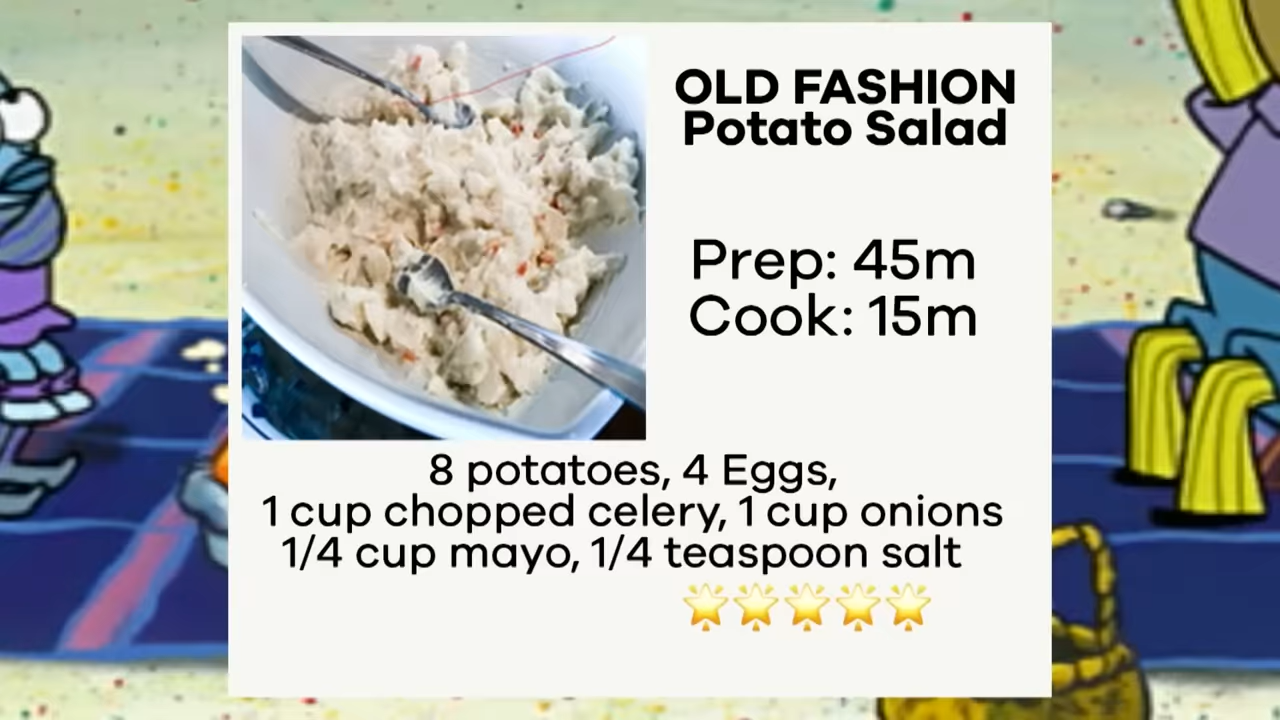 OLD FASHION
Potato Salad
Prep: 45m
Cook: 15m
8 potatoes, 4 Eggs,
1 cup chopped celery, 1 cup onions
1/4 cup mayo, 1/4 teaspoon salt
🌟🌟🌟🌟🌟